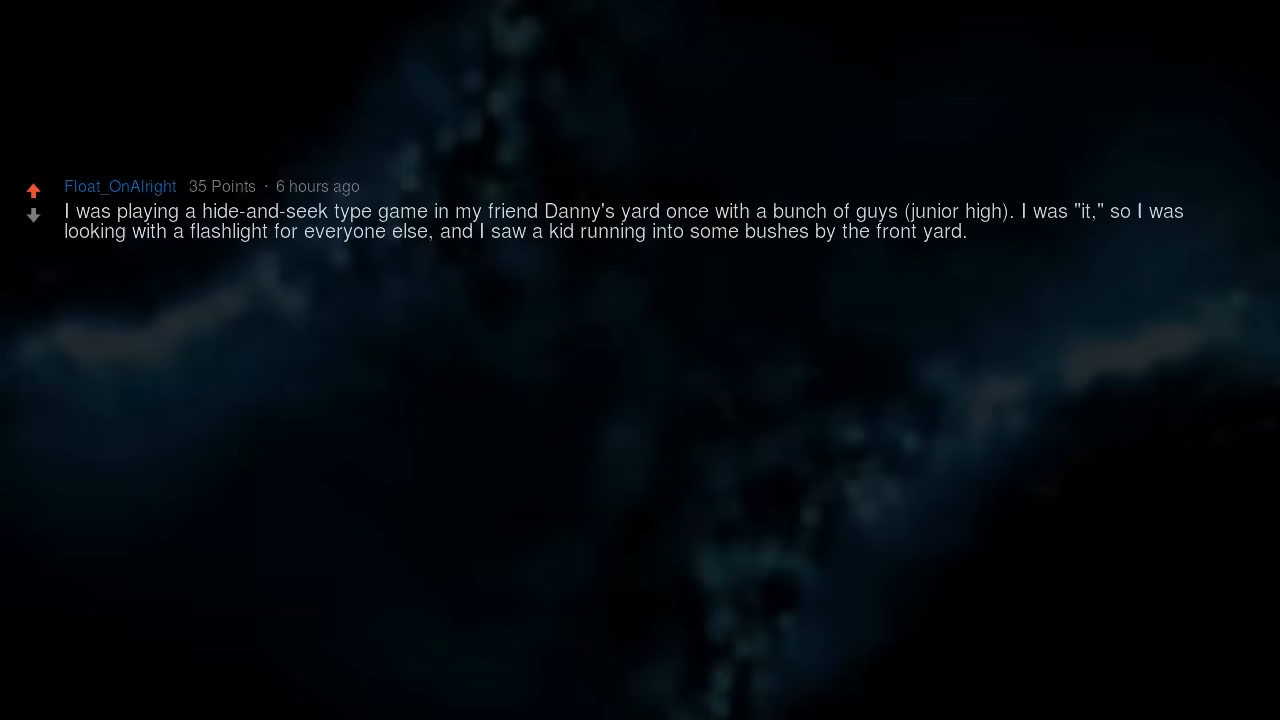 Float_OnAlright 35 Points · 6 hours ago
I was playing a hide-and-seek type game in my friend Danny's yard once with a bunch of guys (junior high). I was "it," so I was
looking with a flashlight for everyone else, and I saw a kid running into some bushes by the front yard.